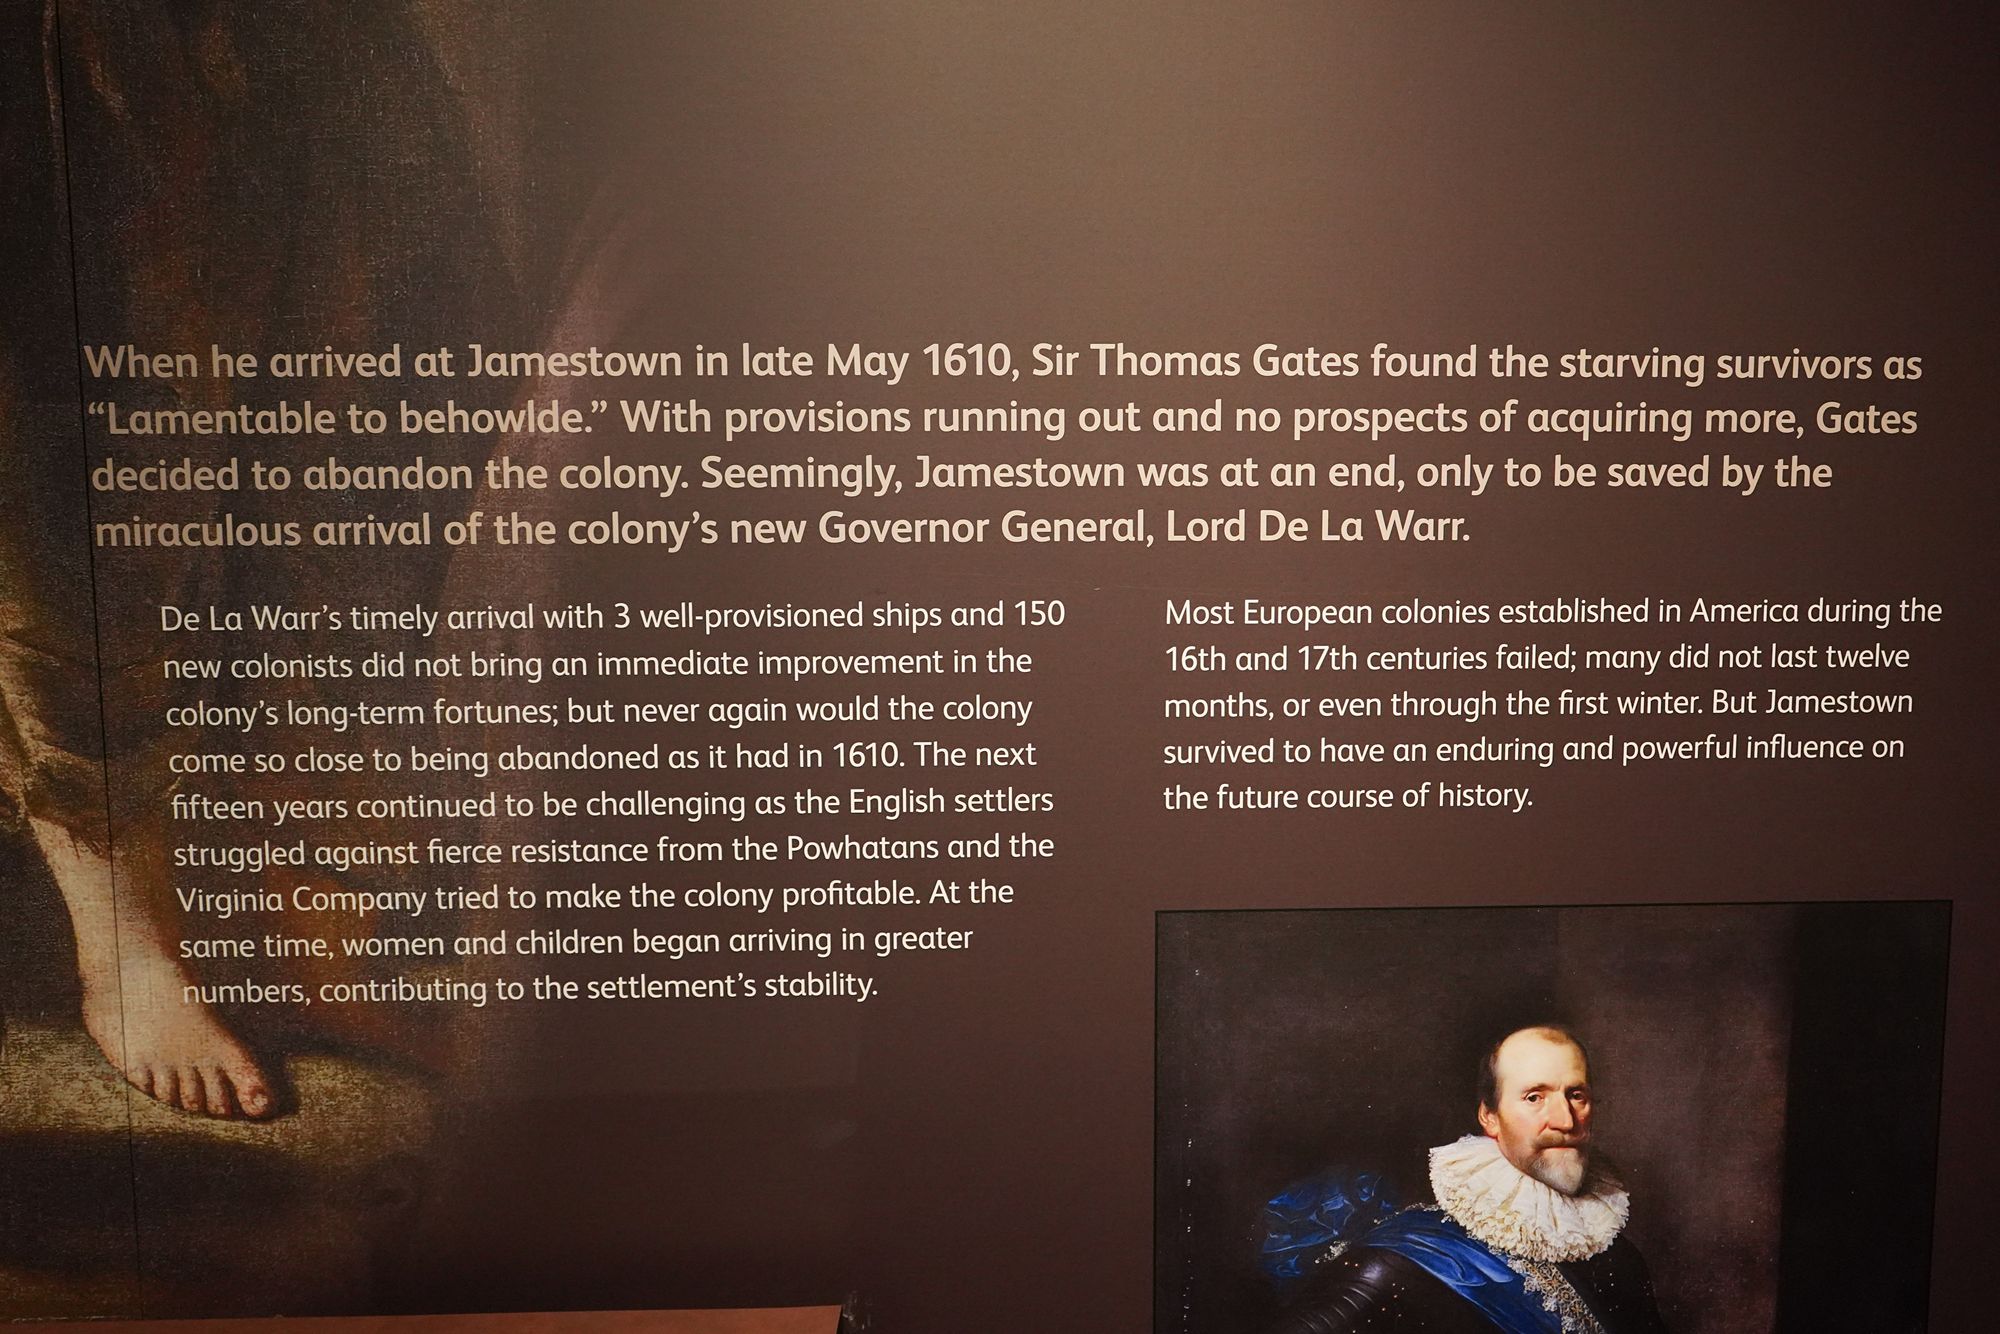 When he arrived at Jamestown in late May 1610, Sir Thomas Gates found the starving survivors as
“Lamentable to behowlde.” With provisions running out and no prospects of acquiring more, Gates
decided to abandon the colony. Seemingly, Jamestown was at an end, only to be saved by the
miraculous arrival of the colony’s new Governor General, Lord De La Warr.
De La Warr’s timely arrival with 3 well-provisioned ships and 150
new colonists did not bring an immediate improvement in the
colony’s long-term fortunes; but never again would the colony
come so close to being abandoned as it had in 1610. The next
fifteen years continued to be challenging as the English settlers
struggled against fierce resistance from the Powhatans and the
Virginia Company tried to make the colony profitable. At the
same time, women and children began arriving in greater
numbers, contributing to the settlement’s stability.
Most European colonies established in America during the
16th and 17th centuries failed; many did not last twelve
months, or even through the first winter. But Jamestown
survived to have an enduring and powerful influence on
the future course of history.